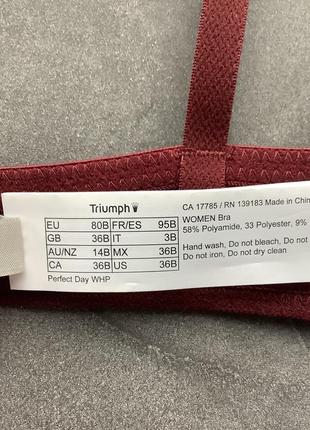 Triumph
EU 80B FR/ES 95B
GB 36B IT 3B
AU/NZ 14B MX 36B
CA 36B US 36B
Perfect Day WHP
CA 17785 / RN 139183 Made in Chin
WOMEN Bra
58% Polyamide, 33 Polyester, 9%
Hand wash, Do not bleach, Do not
Do not iron, Do not dry clean